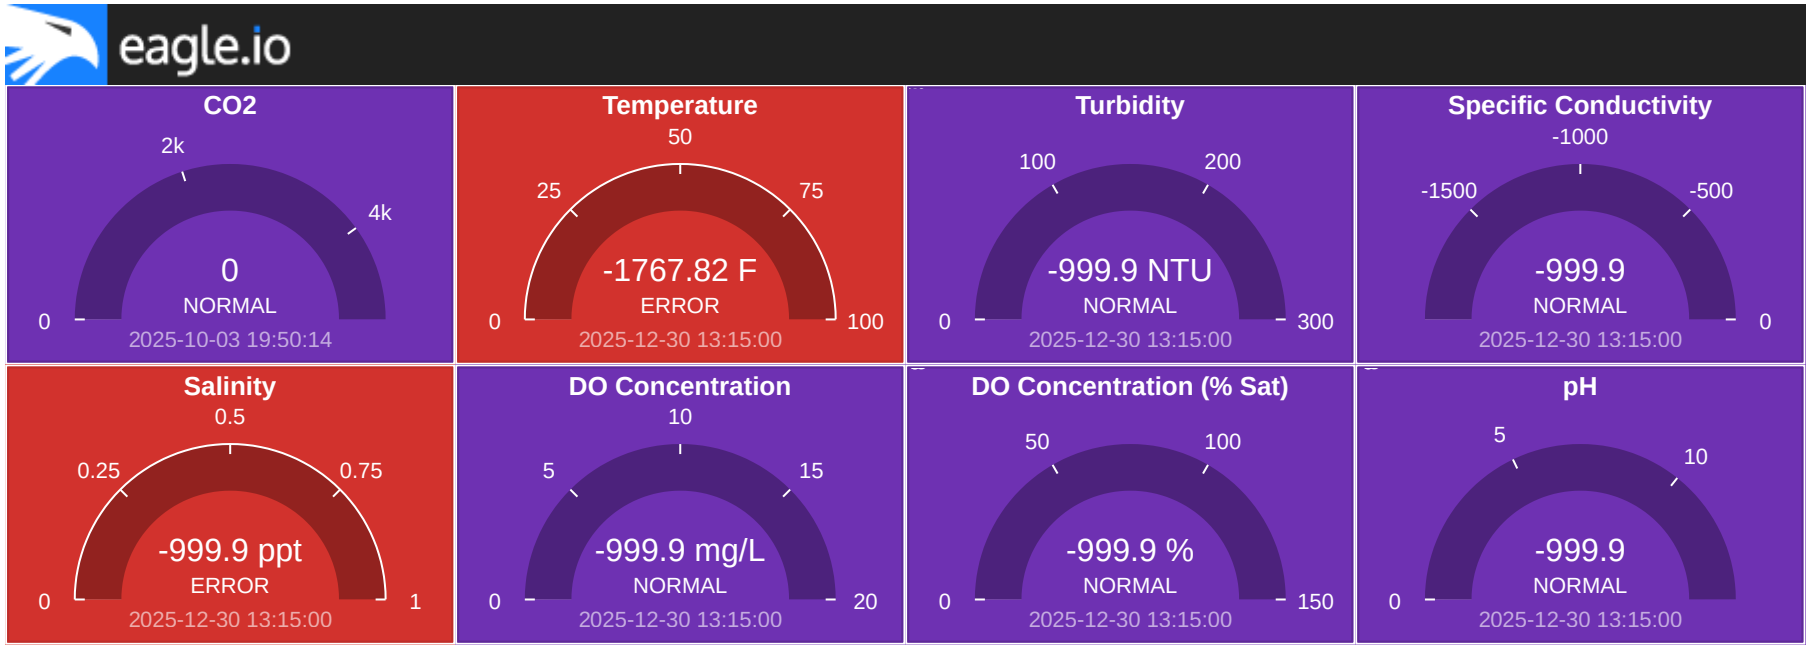 eagle.io
CO2
2k
4k
0
NORMAL
0
2025-10-03 19:50:14
Temperature
50
25
75
-1767.82 F
ERROR
0
100
2025-12-30 13:15:00
Turbidity
100
200
-999.9 NTU
NORMAL
0
300
2025-12-30 13:15:00
Specific Conductivity
-1000
-1500
-500
-999.9
NORMAL
0
2025-12-30 13:15:00
Salinity
0.5
0.25
0.75
-999.9 ppt
ERROR
0
1
2025-12-30 13:15:00
DO Concentration
10
5
15
-999.9 mg/L
NORMAL
0
20
2025-12-30 13:15:00
DO Concentration (% Sat)
50
100
-999.9 %
NORMAL
0
150
2025-12-30 13:15:00
pH
5
10
-999.9
NORMAL
0
2025-12-30 13:15:00